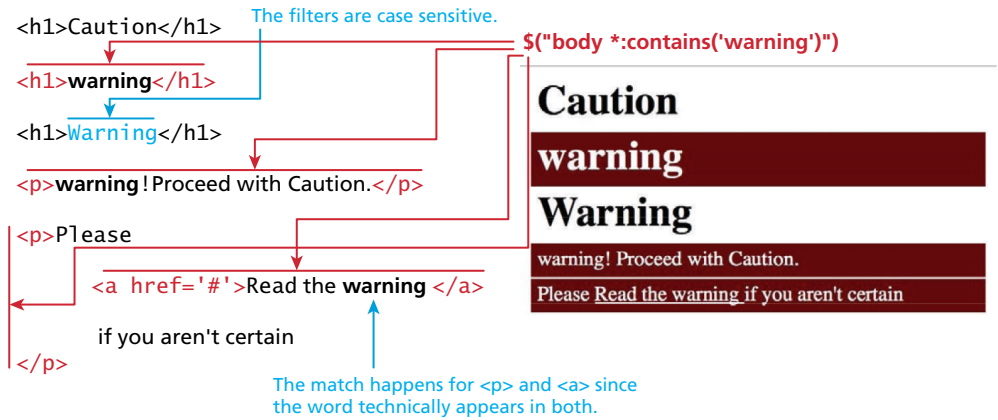 The filters are case sensitive.
<h1>Caution</h1>
$("body *:contains('warning')")
<h1>warning</h1>
<h1>Warning</h1>
<p>warning!Proceed with Caution.</p>
<p>Please
<a href='#'>Read the warning </a>
if you aren't certain
</p>
The match happens for <p> and <a> since
the word technically appears in both.
Caution
warning
Warning
warning! Proceed with Caution.
Please Read the warning if you aren't certain